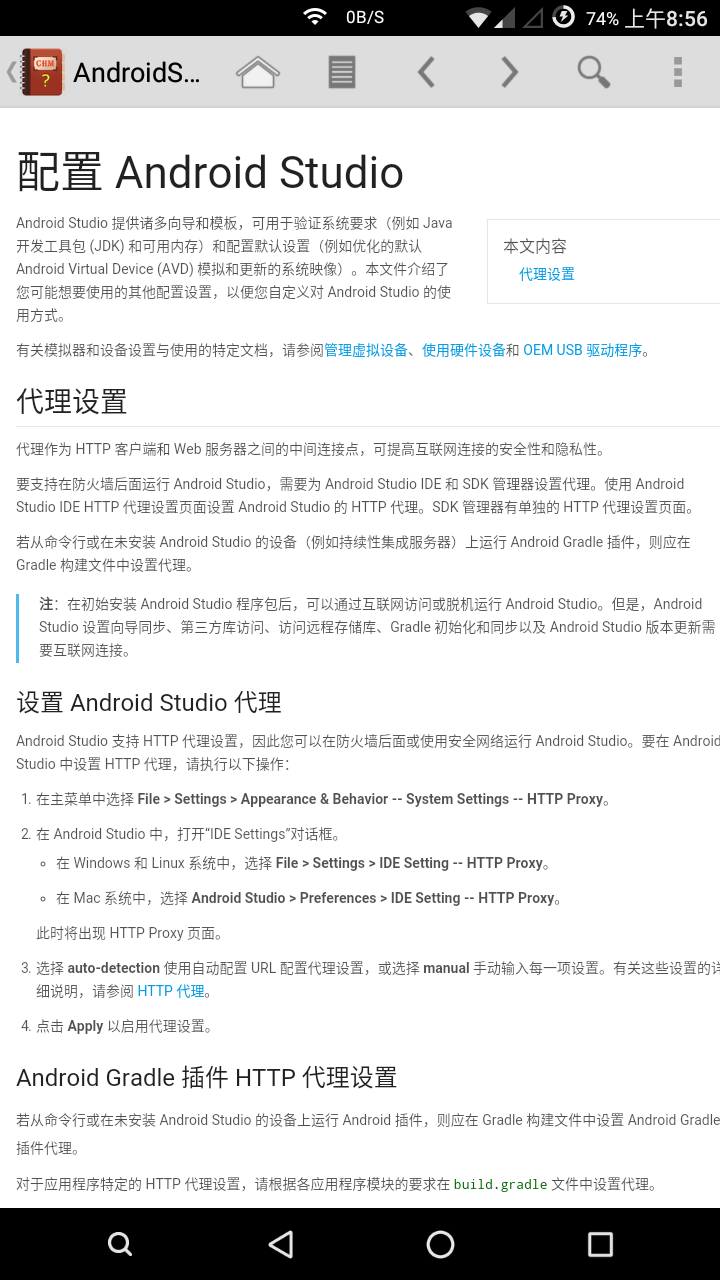 0B/S 74% 上午8:56
CHM ? AndroidS...
配置 Android Studio
Android Studio 提供诸多向导和模板，可用于验证系统要求（例如 Java
开发工具包 (JDK) 和可用内存）和配置默认设置（例如优化的默认
Android Virtual Device (AVD) 模拟和更新的系统映像）。本文件介绍了
您可能想要使用的其他配置设置，以便您自定义对 Android Studio 的使
用方式。
本文内容
代理设置
有关模拟器和设备设置与使用的特定文档，请参阅管理虚拟设备、使用硬件设备和 OEM USB 驱动程序。
代理设置
代理作为 HTTP 客户端和 Web 服务器之间的中间连接点，可提高互联网连接的安全性和隐私性。
要支持在防火墙后面运行 Android Studio，需要为 Android Studio IDE 和 SDK 管理器设置代理。使用 Android
Studio IDE HTTP 代理设置页面设置 Android Studio 的 HTTP 代理。SDK 管理器有单独的 HTTP 代理设置页面。
若从命令行或在未安装 Android Studio 的设备（例如持续性集成服务器）上运行 Android Gradle 插件，则应在
Gradle 构建文件中设置代理。
注：在初始安装 Android Studio 程序包后，可以通过互联网访问或脱机运行 Android Studio。但是，Android
Studio 设置向导同步、第三方库访问、访问远程存储库、Gradle 初始化和同步以及 Android Studio 版本更新需
要互联网连接。
设置 Android Studio 代理
Android Studio 支持 HTTP 代理设置，因此您可以在防火墙后面或使用安全网络运行 Android Studio。要在 Android
Studio 中设置 HTTP 代理，请执行以下操作：
1. 在主菜单中选择 File > Settings > Appearance & Behavior -- System Settings -- HTTP Proxy。
2. 在 Android Studio 中，打开“IDE Settings”对话框。
在 Windows 和 Linux 系统中，选择 File > Settings > IDE Setting -- HTTP Proxy。
在 Mac 系统中，选择 Android Studio > Preferences > IDE Setting -- HTTP Proxy。
此时将出现 HTTP Proxy 页面。
3. 选择 auto-detection 使用自动配置 URL 配置代理设置，或选择 manual 手动输入每一项设置。有关这些设置的详
细说明，请参阅 HTTP 代理。
4. 点击 Apply 以启用代理设置。
Android Gradle 插件 HTTP 代理设置
若从命令行或在未安装 Android Studio 的设备上运行 Android 插件，则应在 Gradle 构建文件中设置 Android Gradle
插件代理。
对于应用程序特定的 HTTP 代理设置，请根据各应用程序模块的要求在 build.gradle 文件中设置代理。